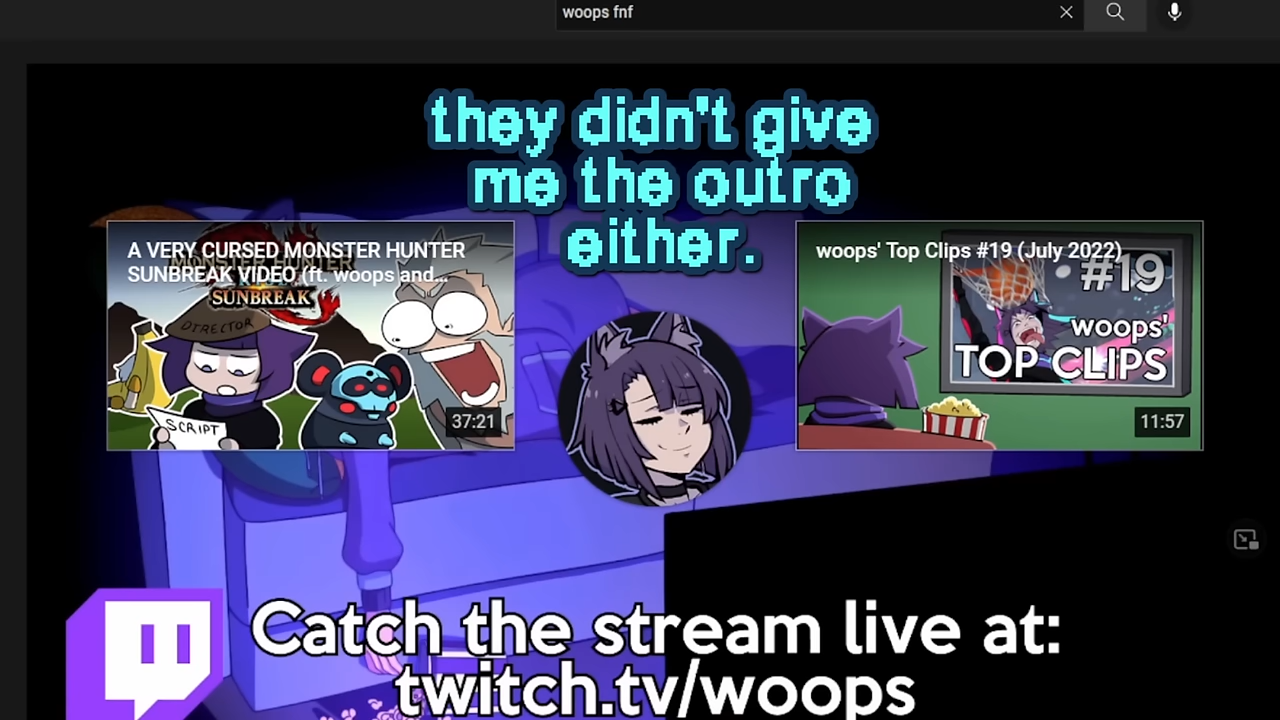 woops fnf
they didn't give
me the outro
either.
A VERY CURSED MONSTER HUNTER
SUNBREAK VIDEO (ft. woops and...
MONSTER HUNTER
SUNBREAK
DIRECTOR
SCRIPT
37:21
woops' Top Clips #19 (July 2022)
#19
woops'
TOP CLIPS
11:57
Catch the stream live at:
twitch.tv/woops